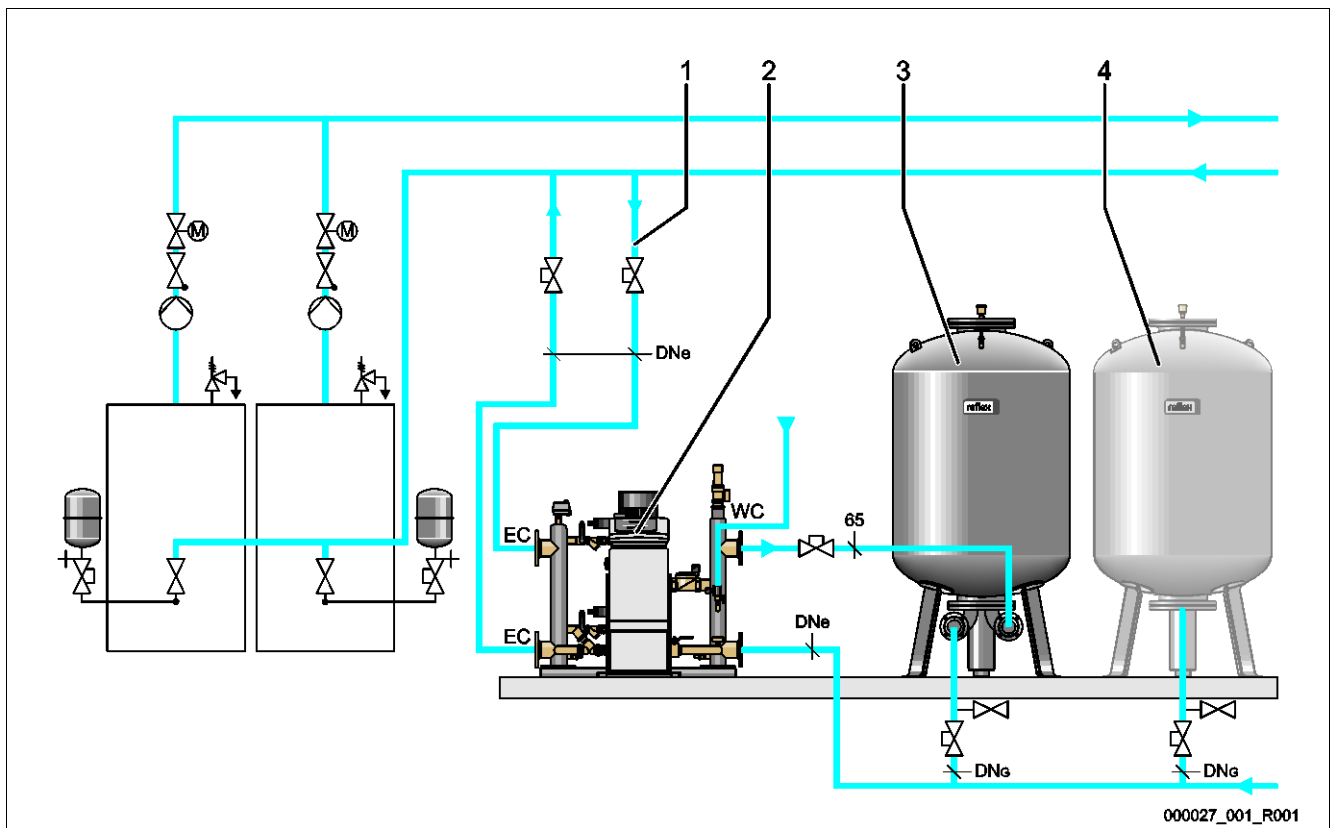 1 2 3 4
M M
DNe
reflex reflex
EC WC 65
EC DNe
DNG DNG
000027_001_R001